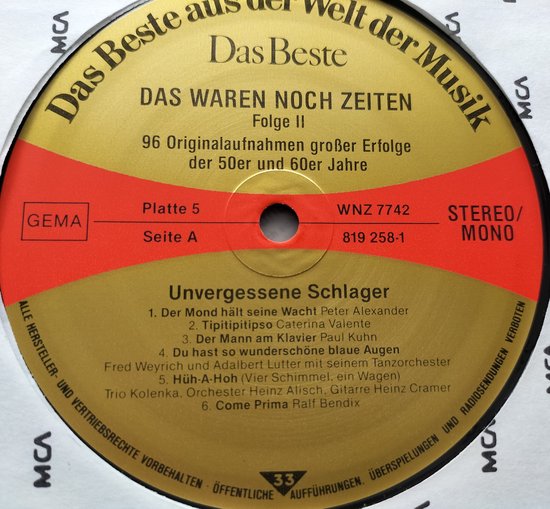 Das Beste aus der Welt der Musik
Das Beste
DAS WAREN NOCH ZEITEN
Folge II
96 Originalaufnahmen großer Erfolge
der 50er und 60er Jahre
GEMA
Platte 5
Seite A
WNZ 7742
819 258-1
STEREO/
MONO
Unvergessene Schlager
1. Der Mond hält seine Wacht Peter Alexander
2. Tipitipitipso Caterina Valente
3. Der Mann am Klavier Paul Kuhn
4. Du hast so wunderschöne blaue Augen
Fred Weyrich und Adalbert Lutter mit seinem Tanzorchester
5. Hüh-A-Hoh (Vier Schimmel, ein Wagen)
Trio Kolenka, Orchester Heinz Alisch, Gitarre Heinz Cramer
6. Come Prima Ralf Bendix
33
ALLE HERSTELLER- UND VERTRIEBSRECHTE VORBEHALTEN · ÖFFENTLICHE AUFFÜHRUNGEN, ÜBERSPIELUNGEN UND RADIOSENDUNGEN VERBOTEN
MCA
MCA
MCA
MCA
MCA
MCA